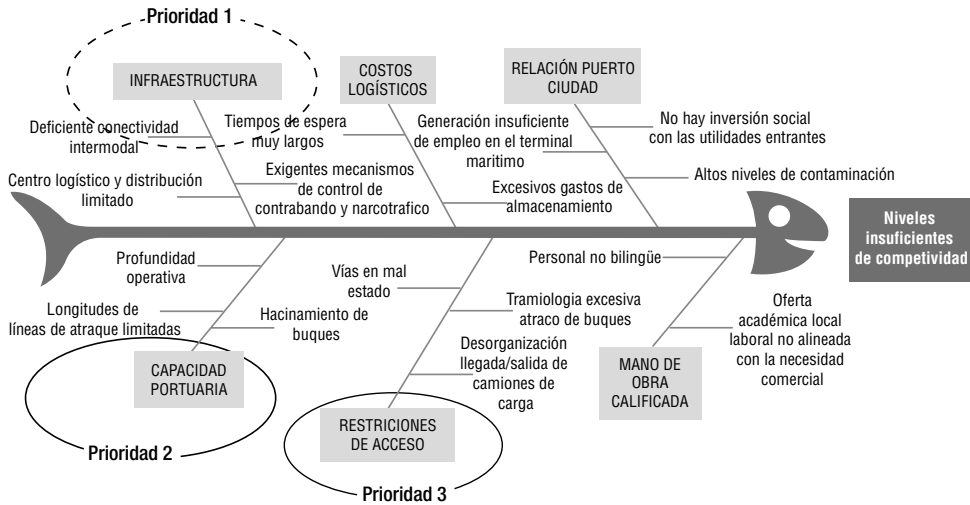 Prioridad 1
INFRAESTRUCTURA
COSTOS
LOGÍSTICOS
RELACIÓN PUERTO
CIUDAD
Deficiente conectividad
intermodal
Tiempos de espera
muy largos
Generación insuficiente
de empleo en el terminal
maritimo
No hay inversión social
con las utilidades entrantes
Centro logístico y distribución
limitado
Exigentes mecanismos
de control de
contrabando y narcotrafico
Excesivos gastos de
almacenamiento
Altos niveles de contaminación
Niveles
insuficientes
de competividad
Profundidad
operativa
Longitudes de
líneas de atraque limitadas
Hacinamiento de
buques
Vías en mal
estado
Tramiologia excesiva
atraco de buques
Desorganización
llegada/salida de
camiones de
carga
Personal no bilingüe
Oferta
académica local
laboral no alineada
con la necesidad
comercial
CAPACIDAD
PORTUARIA
RESTRICIONES
DE ACCESO
MANO DE
OBRA
CALIFICADA
Prioridad 2
Prioridad 3